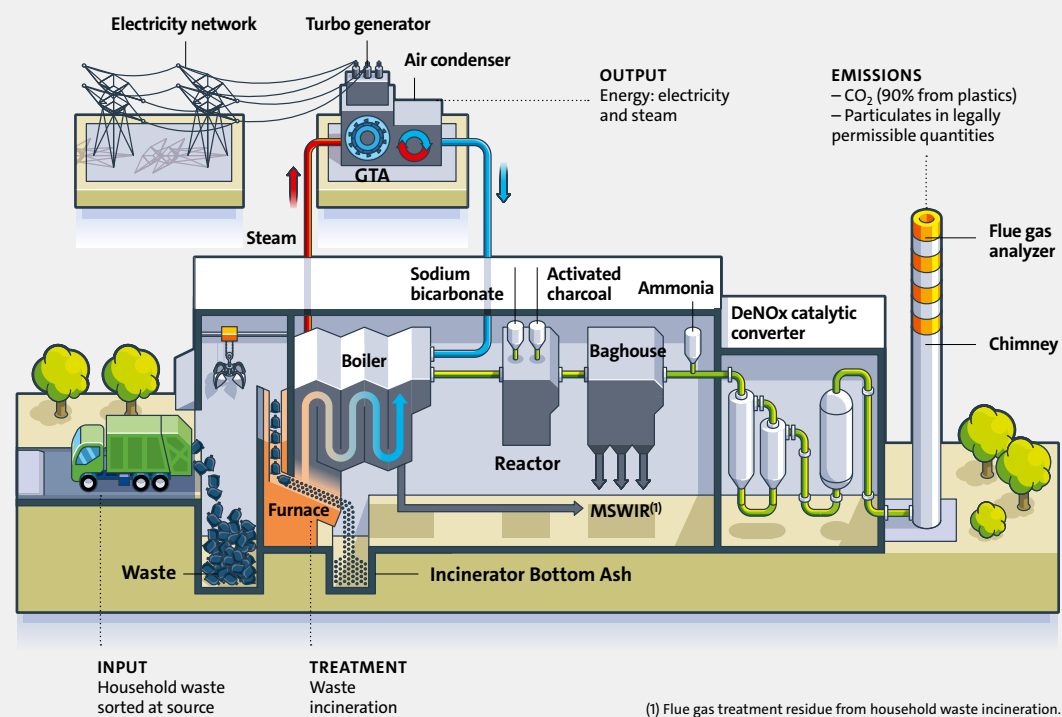 Electricity network
Turbo generator
Air condenser
OUTPUT
Energy: electricity
and steam
EMISSIONS
– CO₂ (90% from plastics)
– Particulates in legally
permissible quantities
GTA
Steam
Flue gas
analyzer
Sodium
bicarbonate
Activated
charcoal
Ammonia
DeNOx catalytic
converter
Chimney
Boiler
Baghouse
Reactor
Furnace
MSWIR(1)
Waste
Incinerator Bottom Ash
INPUT
Household waste
sorted at source
TREATMENT
Waste
incineration
(1) Flue gas treatment residue from household waste incineration.